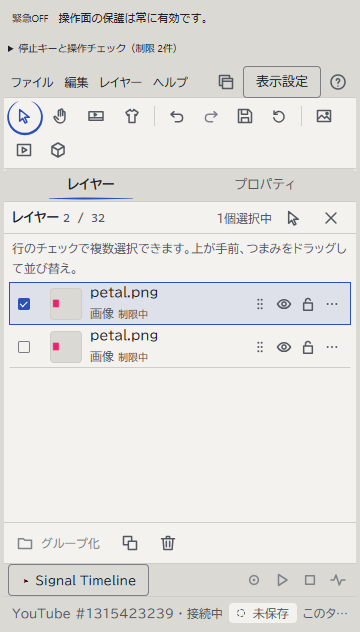 緊急OFF 操作面の保護は常に有効です。
▶ 停止キーと操作チェック（制限 2件）
ファイル 編集 レイヤー ヘルプ 表示設定
レイヤー プロパティ
レイヤー 2 / 32 1個選択中
行のチェックで複数選択できます。上が手前、つまみをドラッグし
て並び替え。
petal.png
画像 制限中
petal.png
画像 制限中
グループ化
▸ Signal Timeline
YouTube #1315423239・接続中 未保存 このタ…